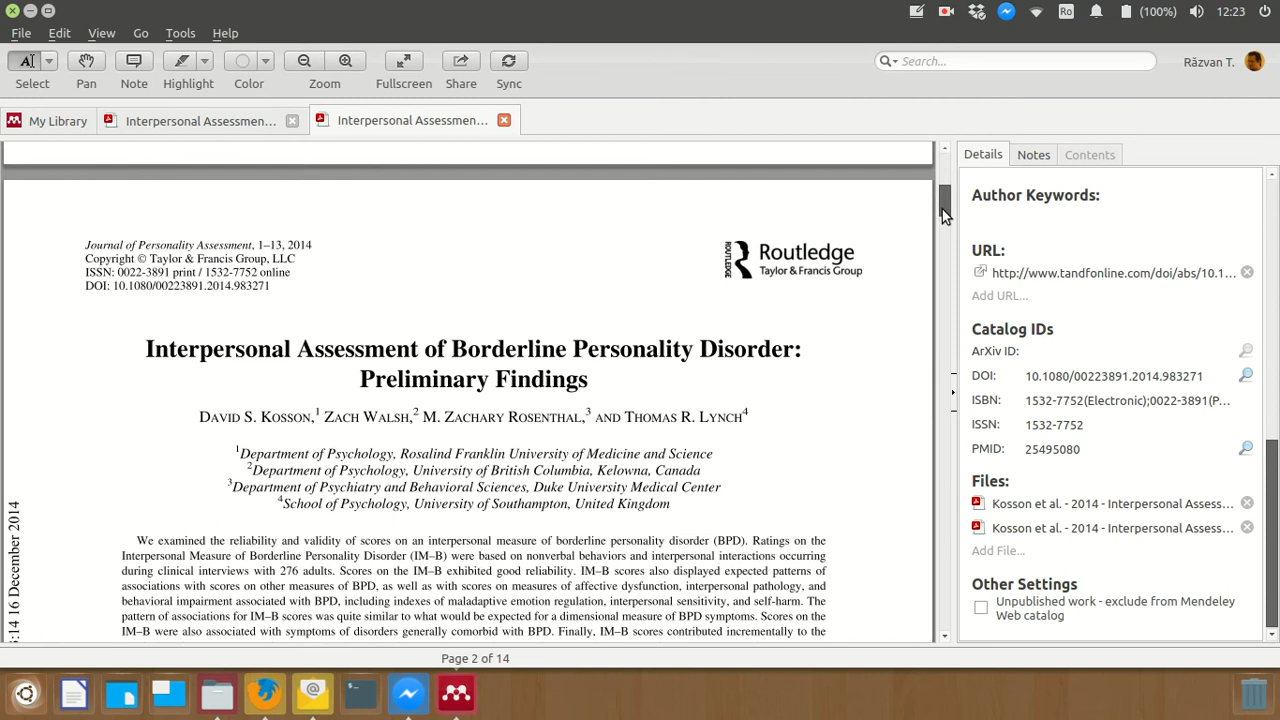 Ro (100%) 12:23
File Edit View Go Tools Help
Select Pan Note Highlight Color Zoom Fullscreen Share Sync
Search... Răzvan T.
My Library Interpersonal Assessmen... Interpersonal Assessmen...
Journal of Personality Assessment, 1–13, 2014
Copyright © Taylor & Francis Group, LLC
ISSN: 0022-3891 print / 1532-7752 online
DOI: 10.1080/00223891.2014.983271
ROUTLEDGE
Routledge
Taylor & Francis Group
Interpersonal Assessment of Borderline Personality Disorder:
Preliminary Findings
DAVID S. KOSSON,1 ZACH WALSH,2 M. ZACHARY ROSENTHAL,3 AND THOMAS R. LYNCH4
1Department of Psychology, Rosalind Franklin University of Medicine and Science
2Department of Psychology, University of British Columbia, Kelowna, Canada
3Department of Psychiatry and Behavioral Sciences, Duke University Medical Center
4School of Psychology, University of Southampton, United Kingdom
We examined the reliability and validity of scores on an interpersonal measure of borderline personality disorder (BPD). Ratings on the
Interpersonal Measure of Borderline Personality Disorder (IM–B) were based on nonverbal behaviors and interpersonal interactions occurring
during clinical interviews with 276 adults. Scores on the IM–B exhibited good reliability. IM–B scores also displayed expected patterns of
associations with scores on other measures of BPD, as well as with scores on measures of affective dysfunction, interpersonal pathology, and
behavioral impairment associated with BPD, including indexes of maladaptive emotion regulation, interpersonal sensitivity, and self-harm. The
pattern of associations for IM–B scores was quite similar to what would be expected for a dimensional measure of BPD symptoms. Scores on the
IM–B were also associated with symptoms of disorders generally comorbid with BPD. Finally, IM–B scores contributed incrementally to the
:14 16 December 2014
Details Notes Contents
Author Keywords:
URL:
http://www.tandfonline.com/doi/abs/10.1...
Add URL...
Catalog IDs
ArXiv ID:
DOI: 10.1080/00223891.2014.983271
ISBN: 1532-7752(Electronic);0022-3891(P...
ISSN: 1532-7752
PMID: 25495080
Files:
Kosson et al. - 2014 - Interpersonal Assess...
Kosson et al. - 2014 - Interpersonal Assess...
Add File...
Other Settings
Unpublished work - exclude from Mendeley
Web catalog
Page 2 of 14